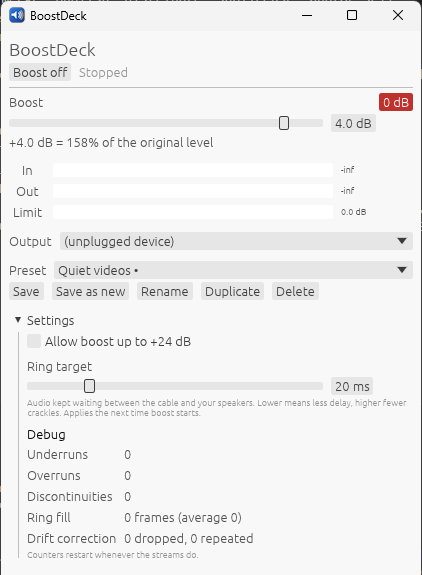 BoostDeck
BoostDeck
Boost off Stopped
Boost 0 dB
4.0 dB
+4.0 dB = 158% of the original level
In -inf
Out -inf
Limit 0.0 dB
Output (unplugged device)
Preset Quiet videos •
Save Save as new Rename Duplicate Delete
Settings
Allow boost up to +24 dB
Ring target
20 ms
Audio kept waiting between the cable and your speakers. Lower means less delay, higher fewer
crackles. Applies the next time boost starts.
Debug
Underruns 0
Overruns 0
Discontinuities 0
Ring fill 0 frames (average 0)
Drift correction 0 dropped, 0 repeated
Counters restart whenever the streams do.